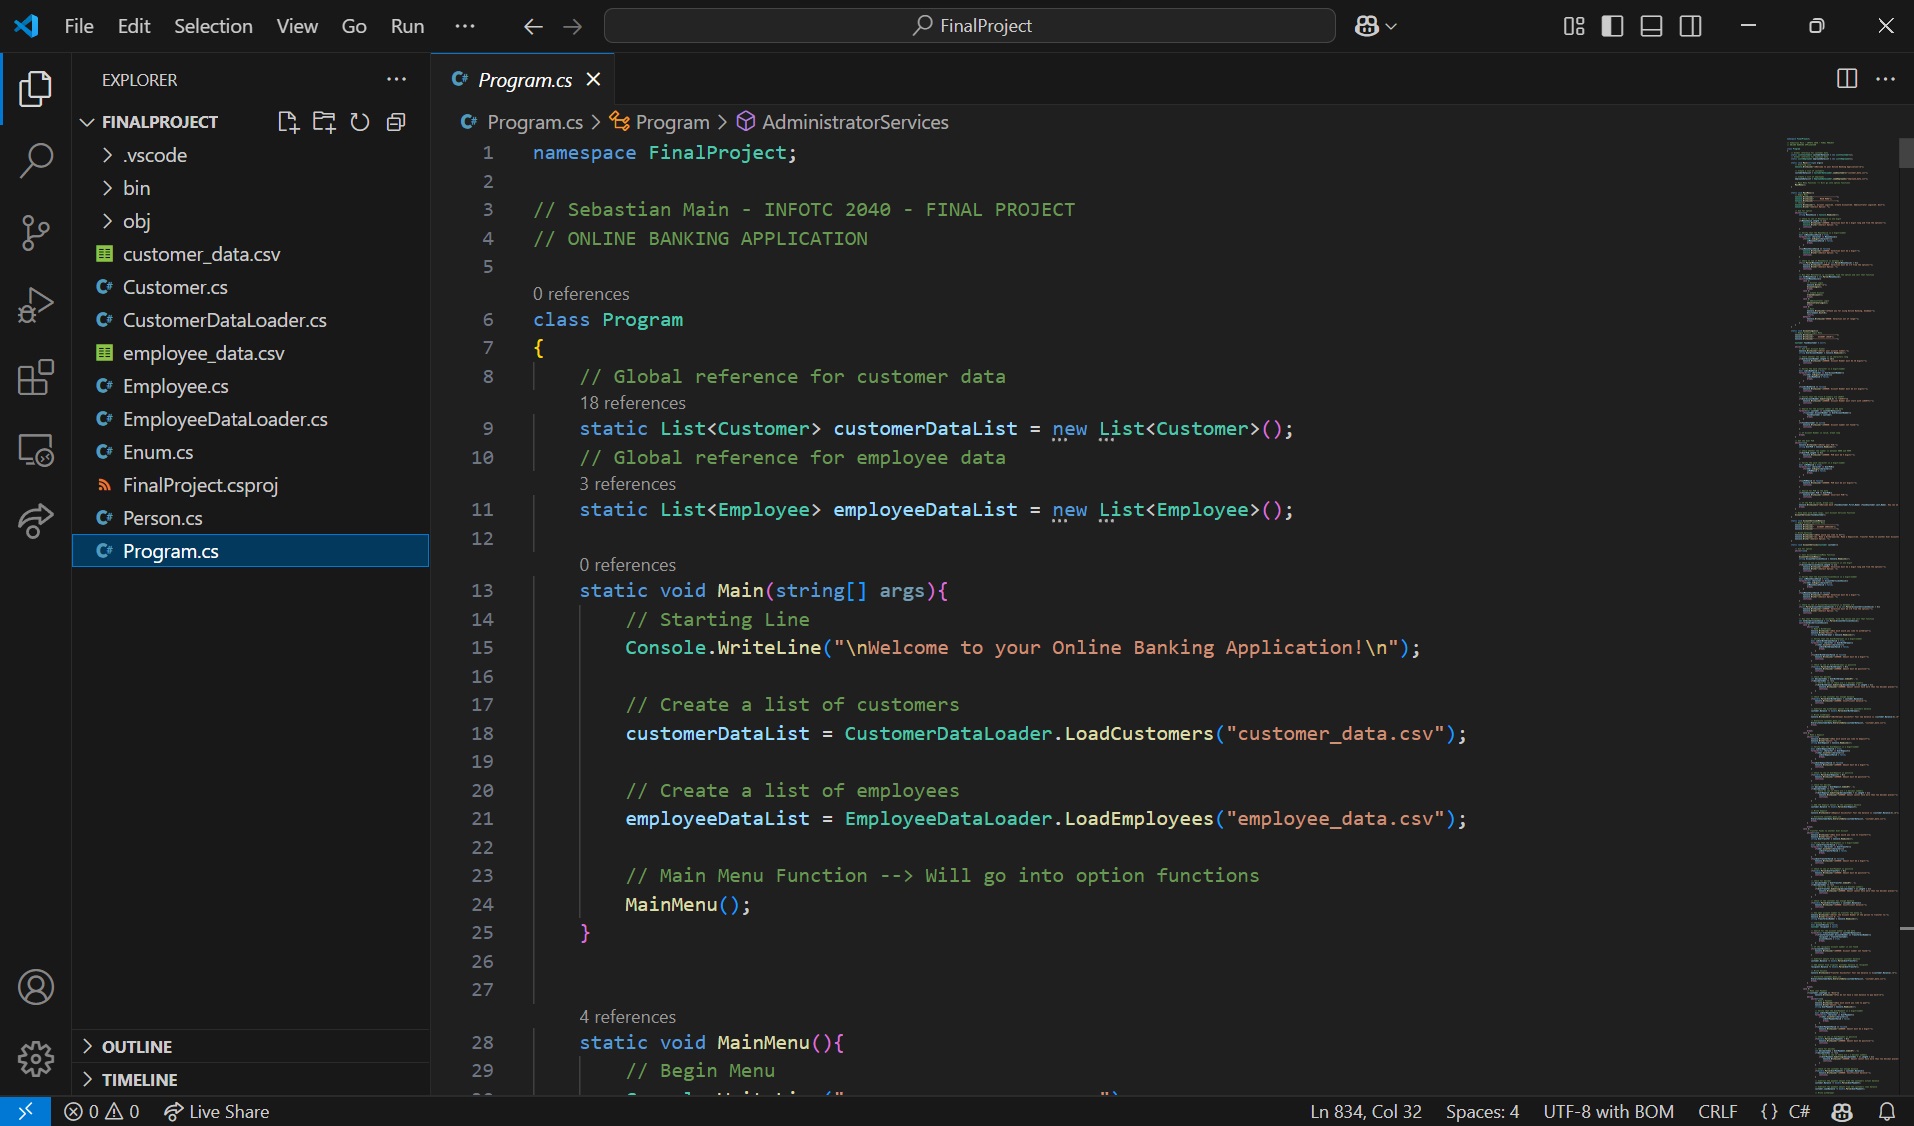 File Edit Selection View Go Run ··· FinalProject
EXPLORER ···
FINALPROJECT
.vscode
bin
obj
customer_data.csv
Customer.cs
CustomerDataLoader.cs
employee_data.csv
Employee.cs
EmployeeDataLoader.cs
Enum.cs
FinalProject.csproj
Person.cs
Program.cs
OUTLINE
TIMELINE
C# Program.cs
C# Program.cs > Program > AdministratorServices
1 namespace FinalProject;
2
3 // Sebastian Main - INFOTC 2040 - FINAL PROJECT
4 // ONLINE BANKING APPLICATION
5
0 references
6 class Program
7 {
8 // Global reference for customer data
18 references
9 static List<Customer> customerDataList = new List<Customer>();
10 // Global reference for employee data
3 references
11 static List<Employee> employeeDataList = new List<Employee>();
12
0 references
13 static void Main(string[] args){
14 // Starting Line
15 Console.WriteLine("\nWelcome to your Online Banking Application!\n");
16
17 // Create a list of customers
18 customerDataList = CustomerDataLoader.LoadCustomers("customer_data.csv");
19
20 // Create a list of employees
21 employeeDataList = EmployeeDataLoader.LoadEmployees("employee_data.csv");
22
23 // Main Menu Function --> Will go into option functions
24 MainMenu();
25 }
26
27
4 references
28 static void MainMenu(){
29 // Begin Menu
0 0 Live Share Ln 834, Col 32 Spaces: 4 UTF-8 with BOM CRLF {} C#